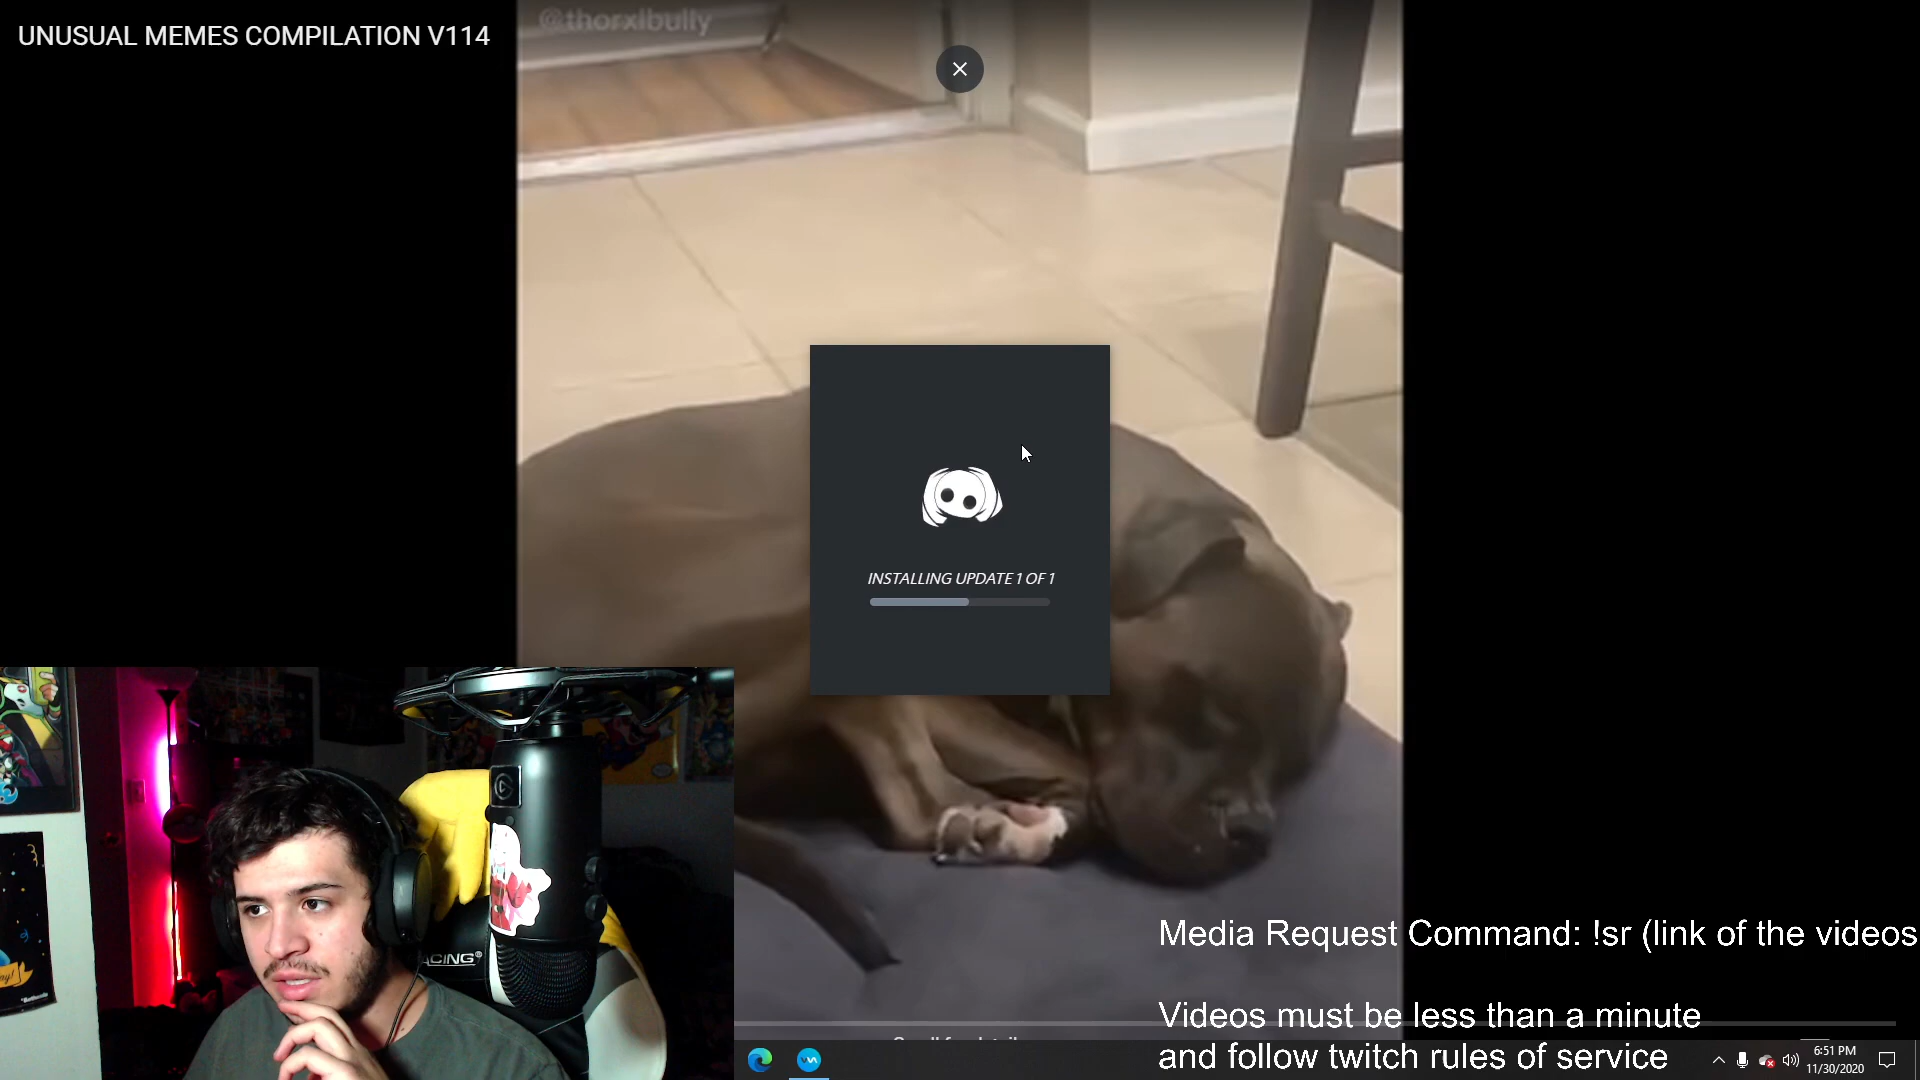 UNUSUAL MEMES COMPILATION V114
@thorxlbully
INSTALLING UPDATE 1 OF 1
ACING®
Media Request Command: !sr (link of the videos
Videos must be less than a minute
and follow twitch rules of service
6:51 PM
11/30/2020